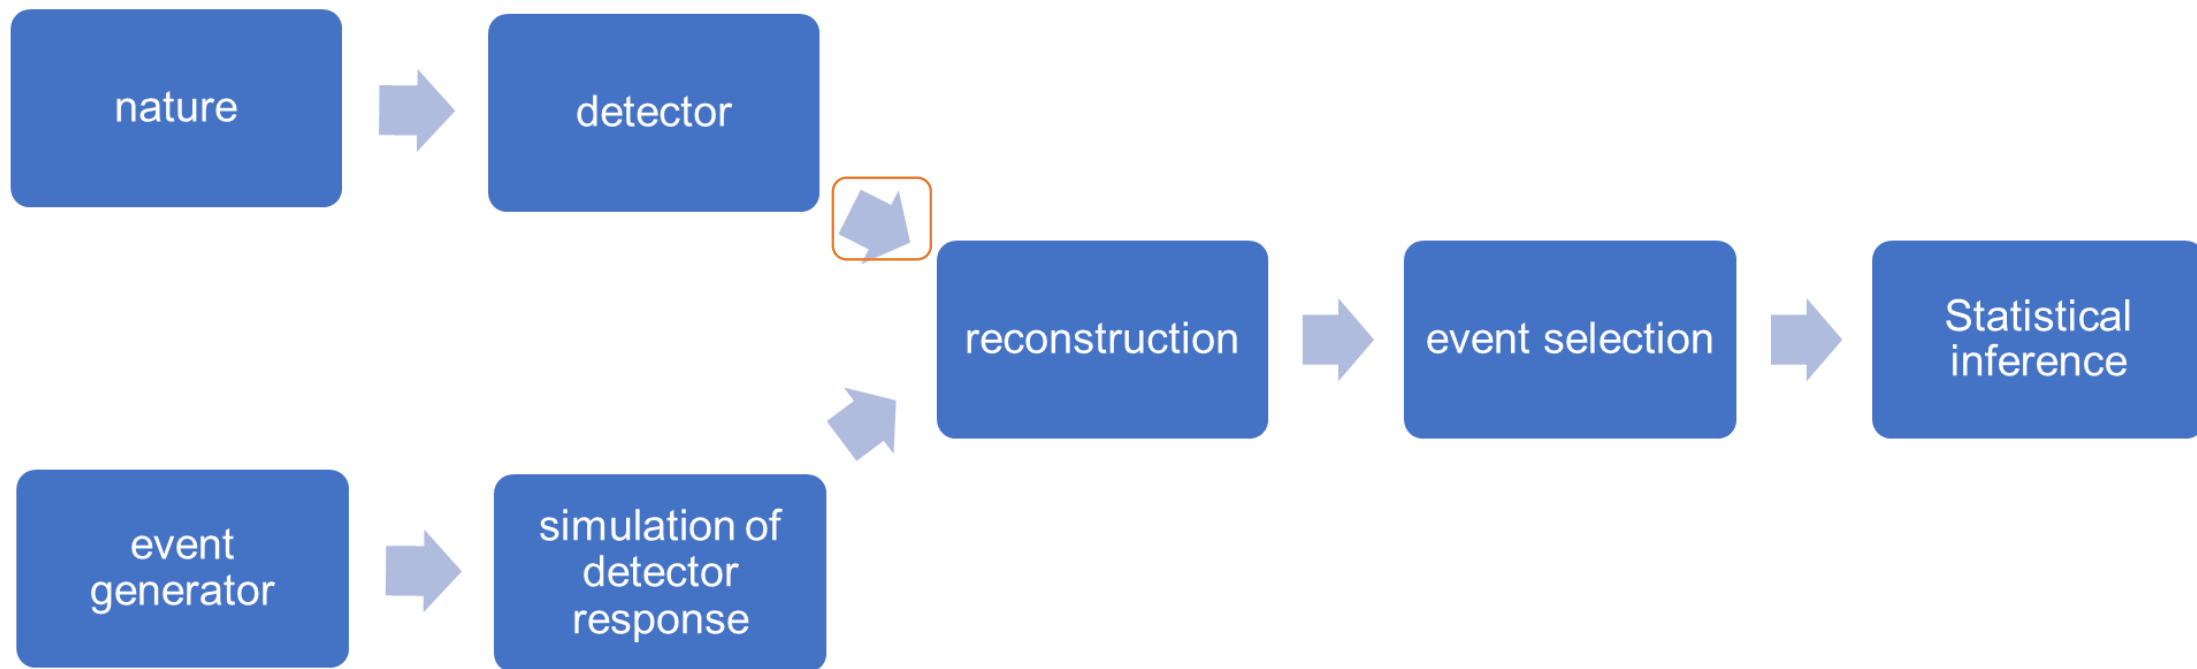 nature
detector
reconstruction
event selection
Statistical
inference
event
generator
simulation of
detector
response